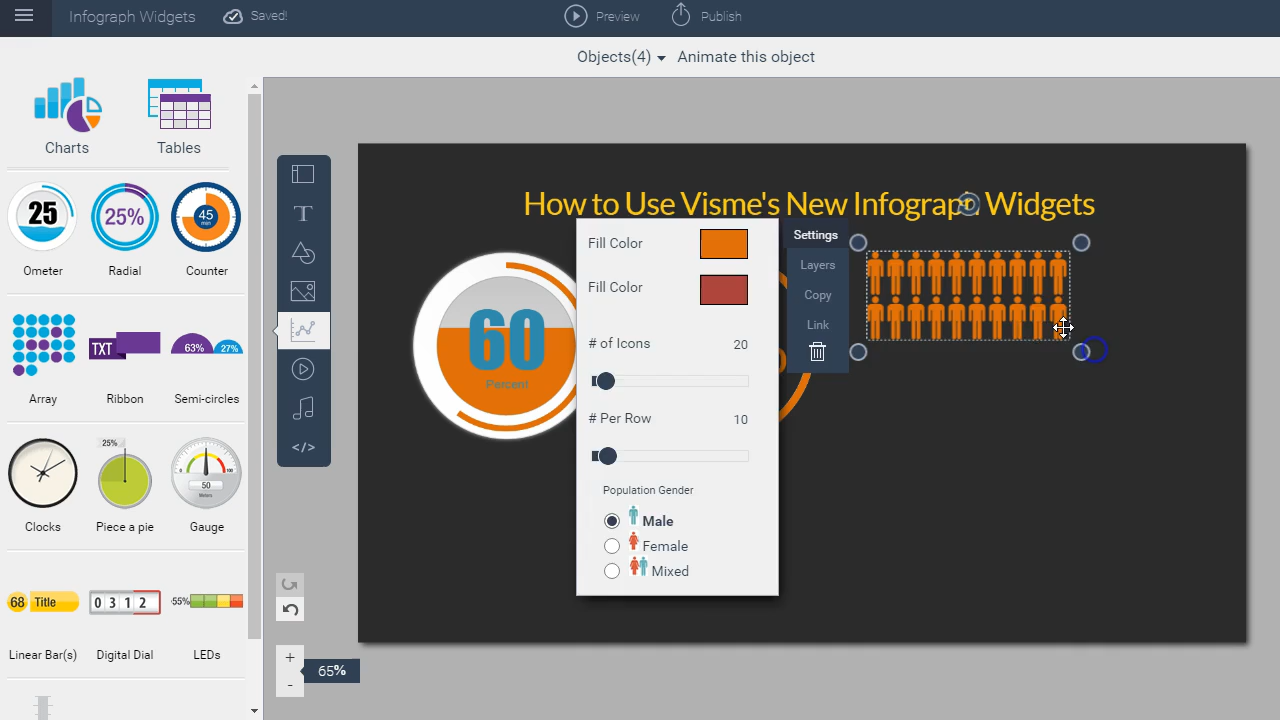 Infograph Widgets
Saved!
Preview
Publish
Objects(4)
Animate this object
Charts
Tables
25
25%
45
min
Ometer
Radial
Counter
TXT
63%
27%
Array
Ribbon
Semi-circles
25%
50
Clocks
Piece a pie
Gauge
68 Title
0 3 1 2
55%
Linear Bar(s)
Digital Dial
LEDs
T
</>
+
65%
-
How to Use Visme's New Infograph Widgets
60
Percent
Fill Color
Fill Color
# of Icons 20
# Per Row 10
Population Gender
Male
Female
Mixed
Settings
Layers
Copy
Link